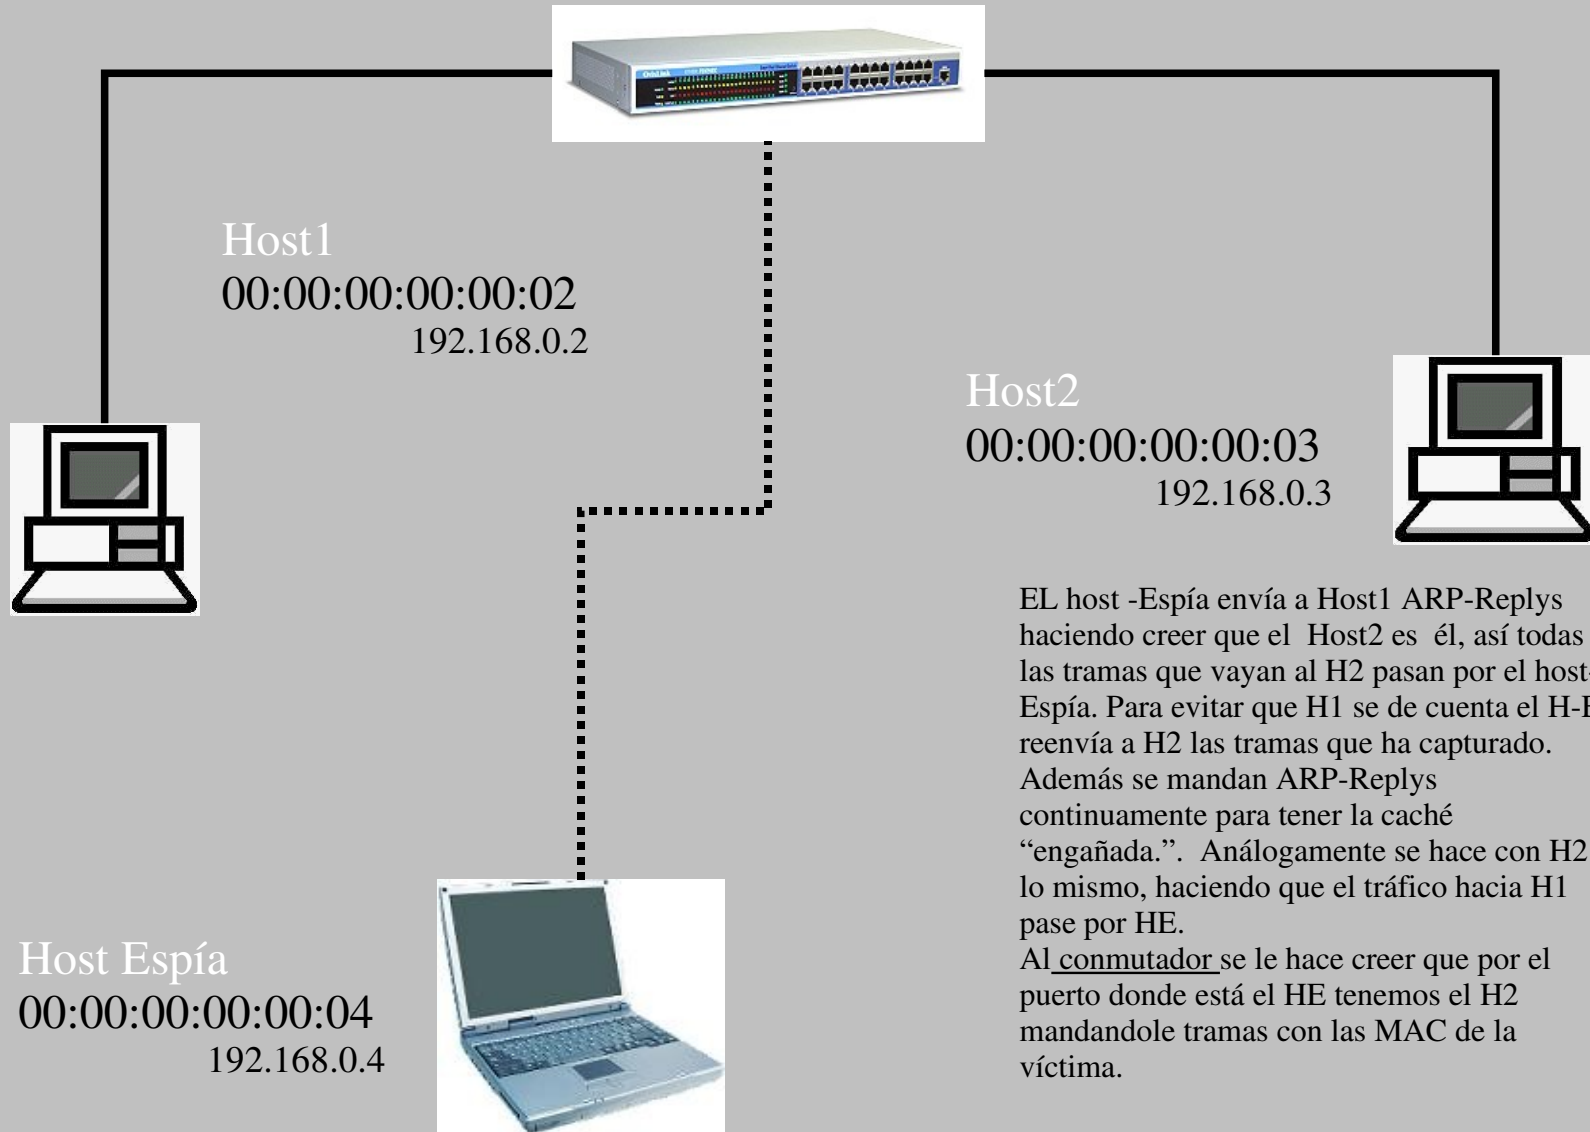 Host1
00:00:00:00:00:02
192.168.0.2
Host2
00:00:00:00:00:03
192.168.0.3
EL host -Espía envía a Host1 ARP-Replys
haciendo creer que el Host2 es él, así todas
las tramas que vayan al H2 pasan por el host-
Espía. Para evitar que H1 se de cuenta el
reenvía a H2 las tramas que ha capturado.
Además se mandan ARP-Replys
continuamente para tener la caché
“engañada.”. Análogamente se hace con H2
lo mismo, haciendo que el tráfico hacia H1
pase por HE.
Al conmutador se le hace creer que por el
puerto donde está el HE tenemos el H2
mandandole tramas con las MAC de la
víctima.
Host Espía
00:00:00:00:00:04
192.168.0.4